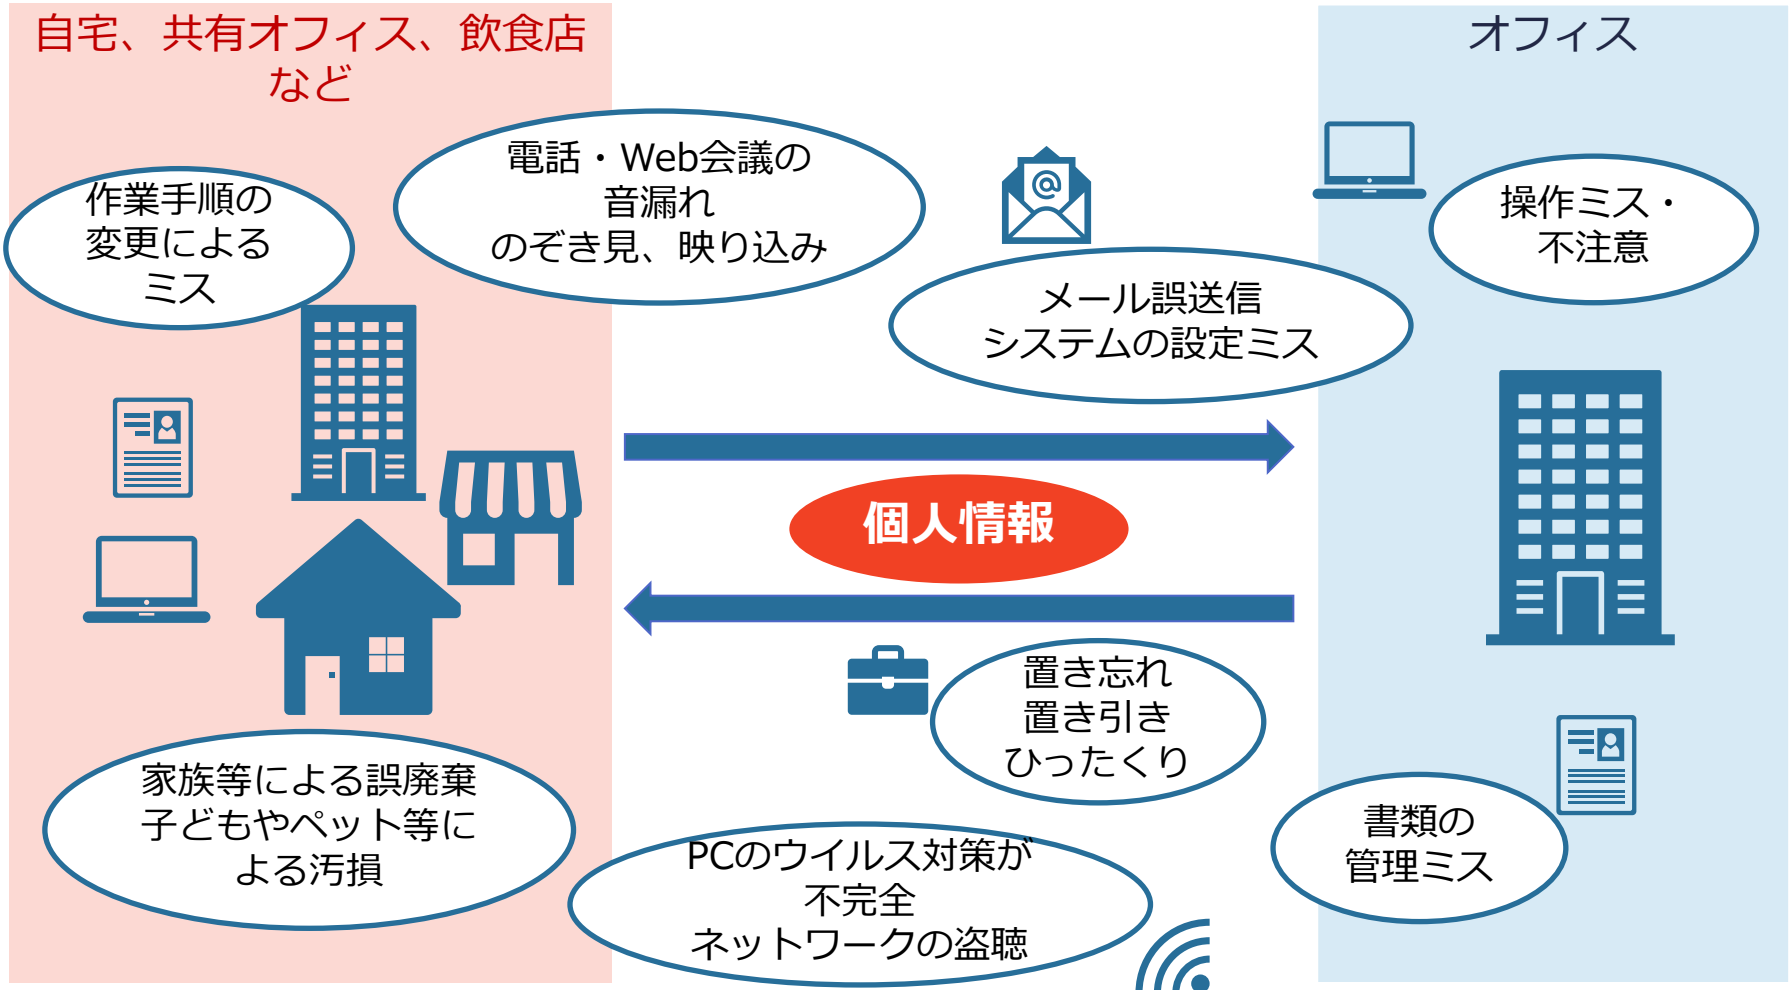 自宅、共有オフィス、飲食店
など
オフィス
電話・Web会議の
音漏れ
のぞき見、映り込み
作業手順の
変更による
ミス
操作ミス・
不注意
メール誤送信
システムの設定ミス
個人情報
置き忘れ
置き引き
ひったくり
家族等による誤廃棄
子どもやペット等に
よる汚損
書類の
管理ミス
PCのウイルス対策が
不完全
ネットワークの盗聴